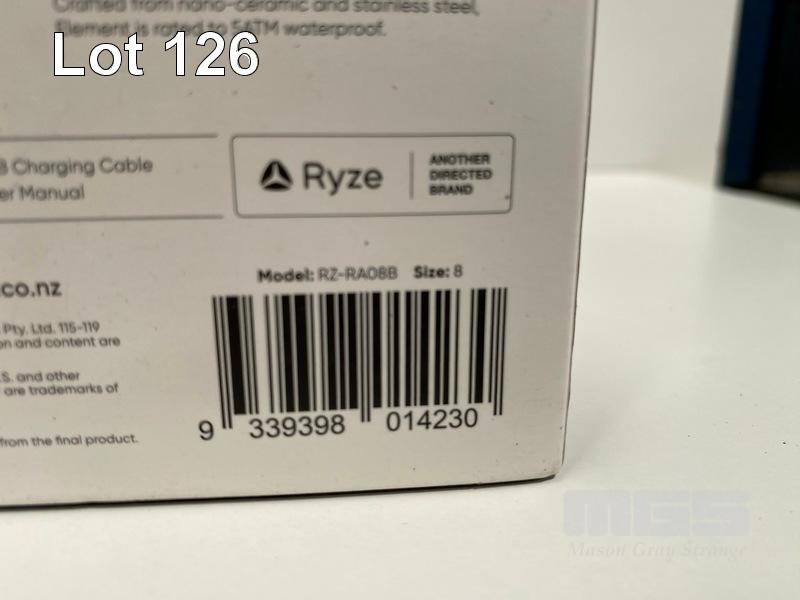 Crafted from nano-ceramic and stainless steel,
Element is rated to 5ATM waterproof.
Lot 126
B Charging Cable
er Manual
Ryze
ANOTHER
DIRECTED
BRAND
Model: RZ-RA08B Size: 8
.co.nz
Pty. Ltd. 115-119
on and content are
S. and other
are trademarks of
from the final product.
9 339398 014230
MGS
Mason Gray Strange